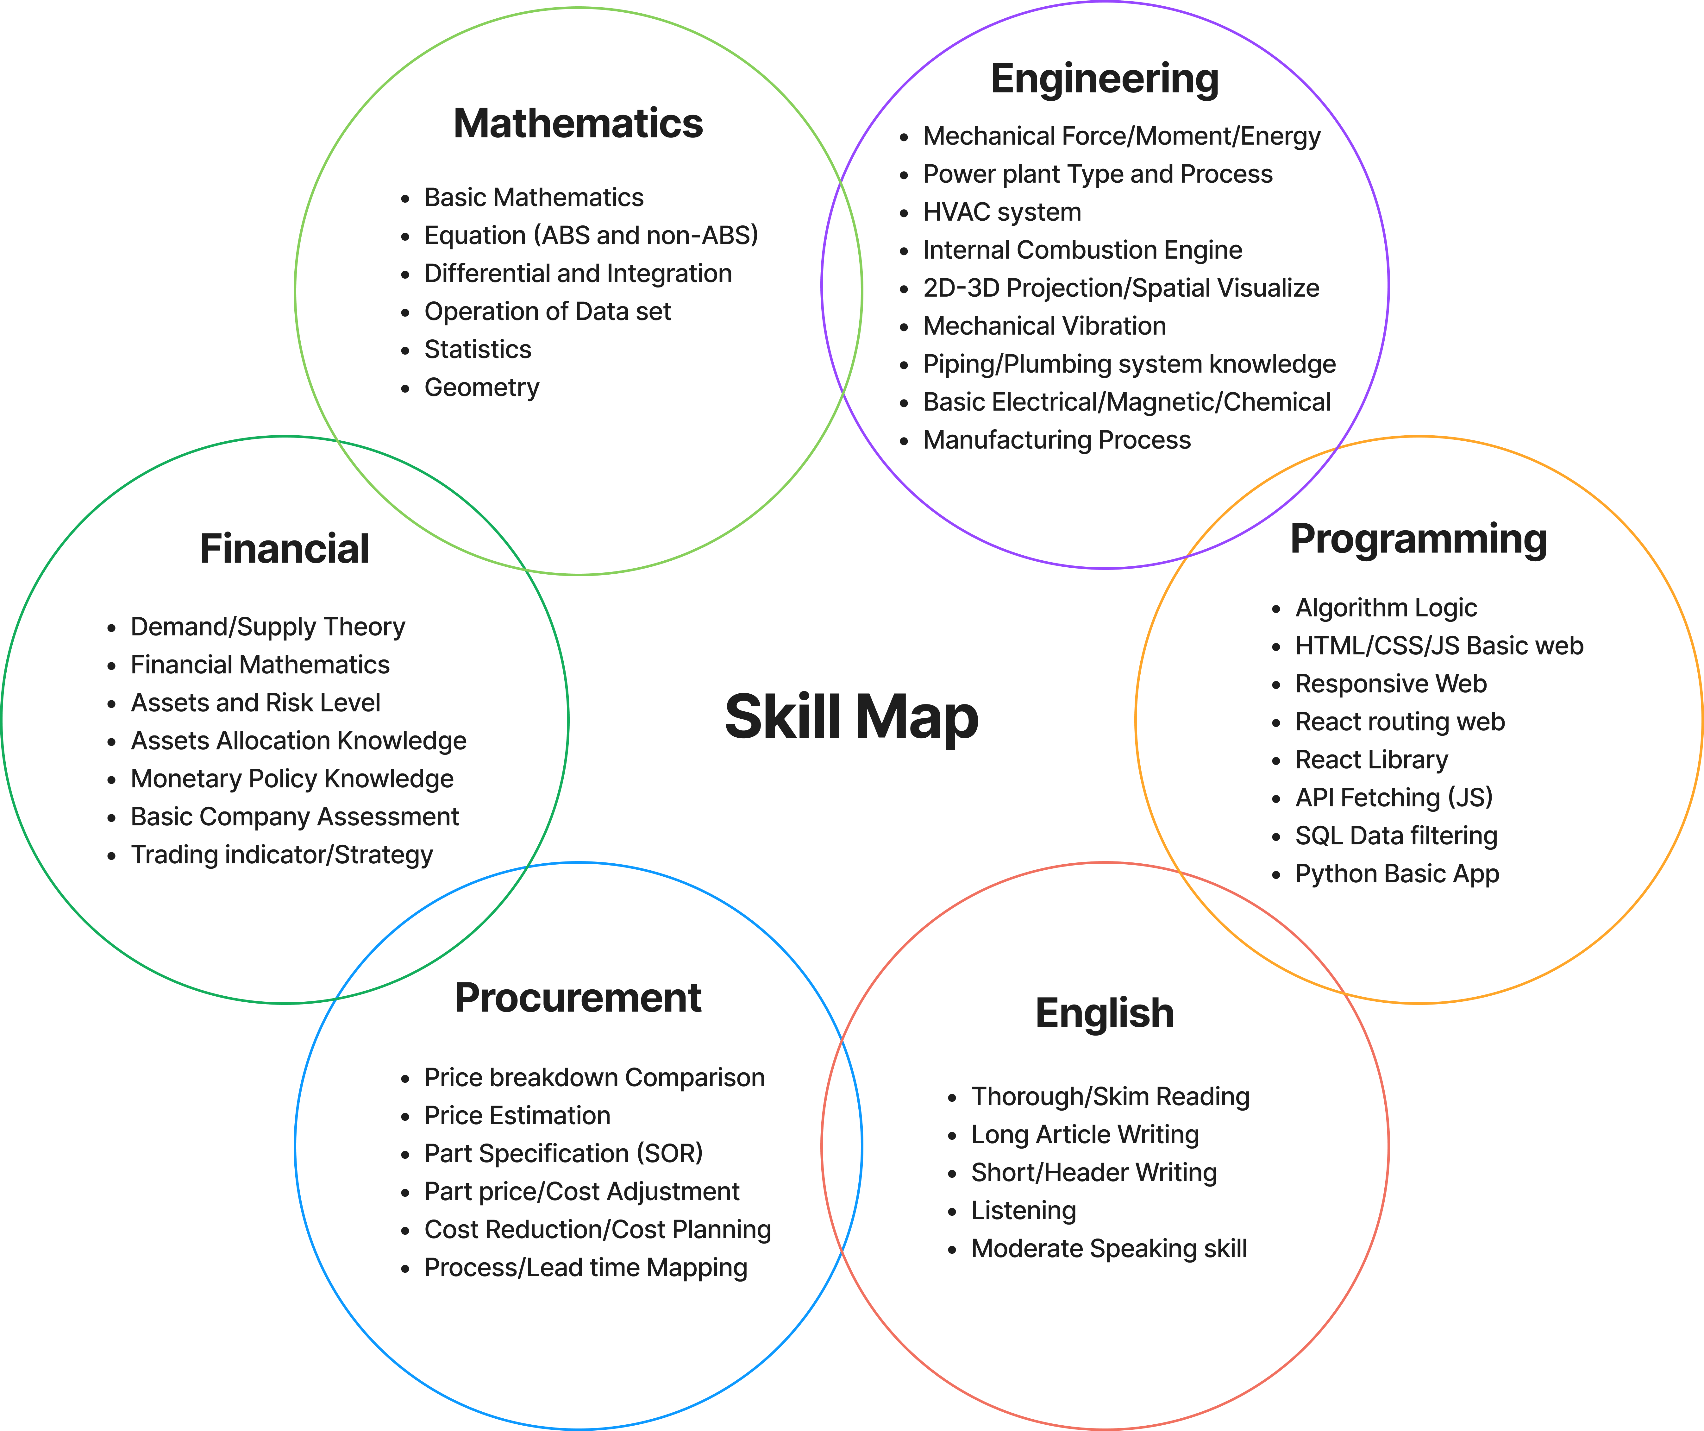 Mathematics
• Basic Mathematics
• Equation (ABS and non-ABS)
• Differential and Integration
• Operation of Data set
• Statistics
• Geometry
Engineering
• Mechanical Force/Moment/Energy
• Power plant Type and Process
• HVAC system
• Internal Combustion Engine
• 2D-3D Projection/Spatial Visualize
• Mechanical Vibration
• Piping/Plumbing system knowledge
• Basic Electrical/Magnetic/Chemical
• Manufacturing Process
Financial
• Demand/Supply Theory
• Financial Mathematics
• Assets and Risk Level
• Assets Allocation Knowledge
• Monetary Policy Knowledge
• Basic Company Assessment
• Trading indicator/Strategy
Skill Map
Programming
• Algorithm Logic
• HTML/CSS/JS Basic web
• Responsive Web
• React routing web
• React Library
• API Fetching (JS)
• SQL Data filtering
• Python Basic App
Procurement
• Price breakdown Comparison
• Price Estimation
• Part Specification (SOR)
• Part price/Cost Adjustment
• Cost Reduction/Cost Planning
• Process/Lead time Mapping
English
• Thorough/Skim Reading
• Long Article Writing
• Short/Header Writing
• Listening
• Moderate Speaking skill